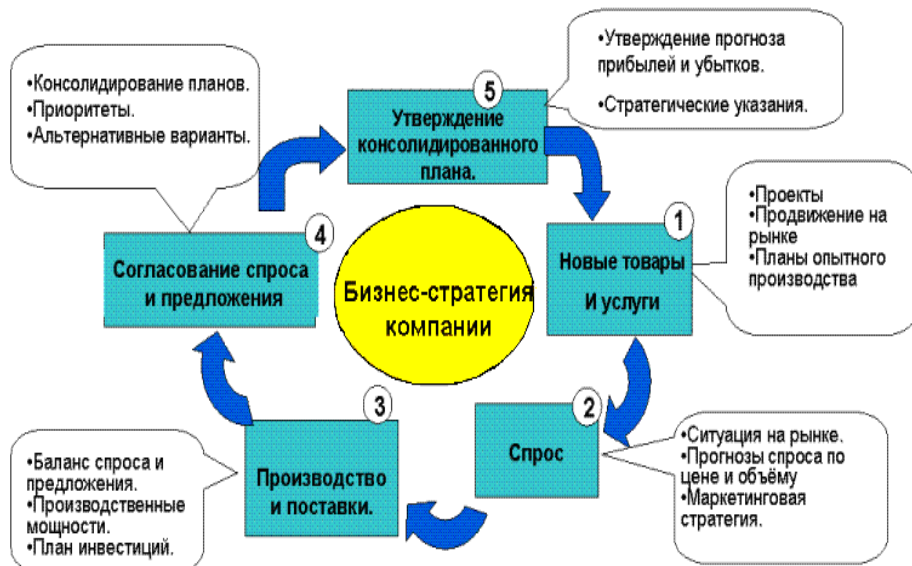 •Консолидирование планов.
•Приоритеты.
•Альтернативные варианты.
5
Утверждение
консолидированного
плана.
•Утверждение прогноза
прибылей и убытков.
•Стратегические указания.
1
Новые товары
И услуги
•Проекты
•Продвижение на
рынке
•Планы опытного
производства
4
Согласование спроса
и предложения
Бизнес-стратегия
компании
2
Спрос
•Ситуация на рынке.
•Прогнозы спроса по
цене и объёму
•Маркетинговая
стратегия.
3
Производство
и поставки.
•Баланс спроса и
предложения.
•Производственные
мощности.
•План инвестиций.